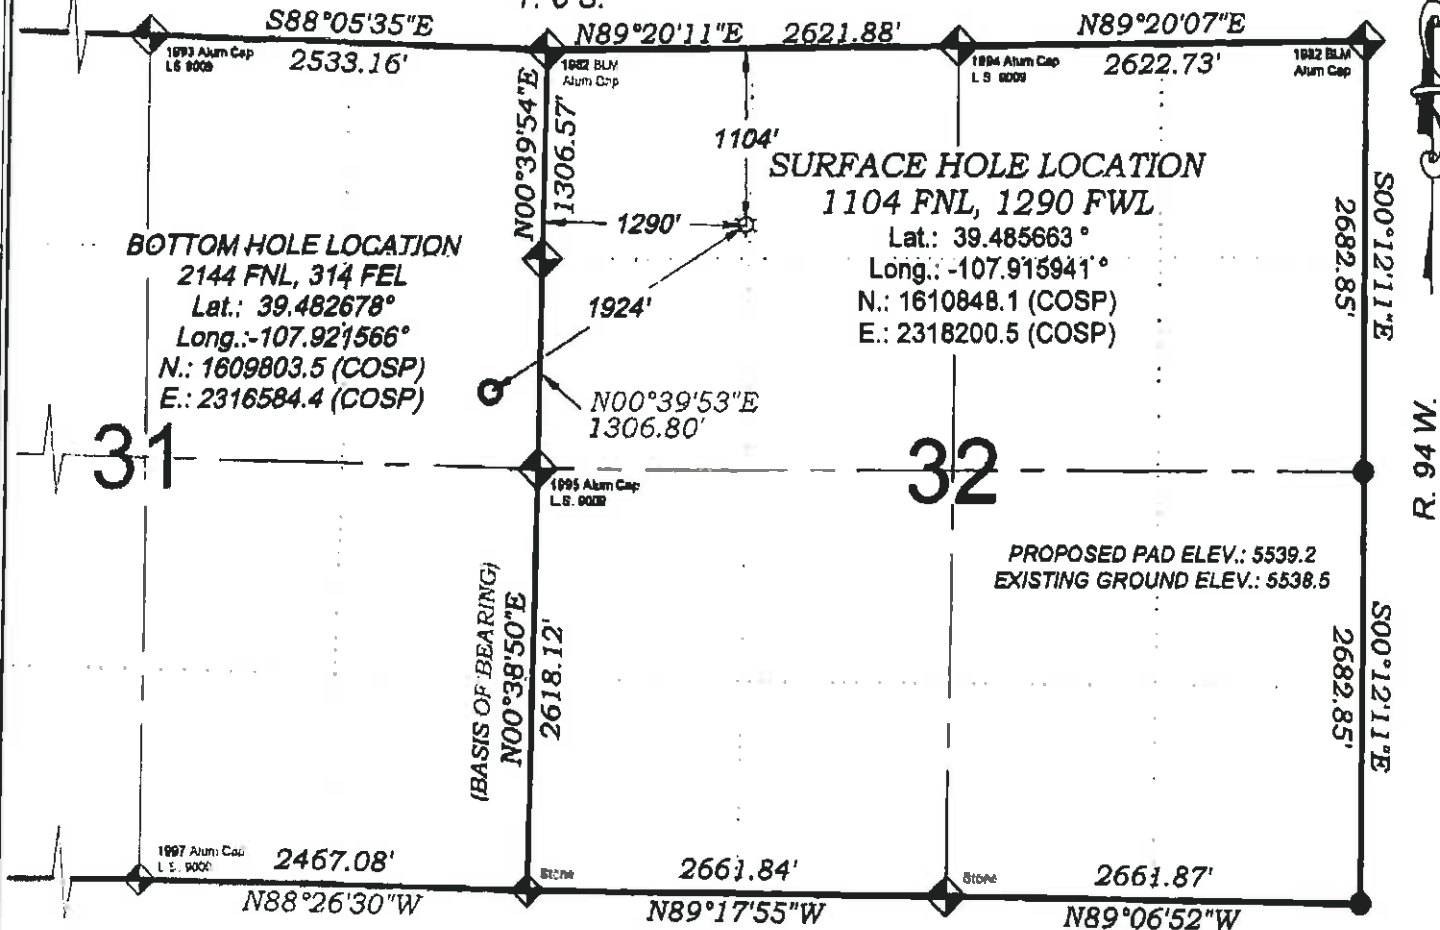 S88°05'35"E
2533.16'
1993 Alum Cap
L.S. 9009
N89°20'11"E 2621.88'
1982 BLM
Alum Cap
N89°20'07"E
2622.73'
1994 Alum Cap
L.S. 9009
1982 BLM
Alum Cap
N00°39'54"E
1306.57'
1104'
1290'
1924'
SURFACE HOLE LOCATION
1104 FNL, 1290 FWL
Lat.: 39.485663°
Long.: -107.915941°
N.: 1610848.1 (COSP)
E.: 2318200.5 (COSP)
BOTTOM HOLE LOCATION
2144 FNL, 314 FEL
Lat.: 39.482678°
Long.:-107.921566°
N.: 1609803.5 (COSP)
E.: 2316584.4 (COSP)
N00°39'53"E
1306.80'
S00°12'11"E
2682.85'
R. 94 W.
31
32
1995 Alum Cap
L.S. 9009
PROPOSED PAD ELEV.: 5539.2
EXISTING GROUND ELEV.: 5538.5
(BASIS OF BEARING)
N00°38'50"E
2618.12'
S00°12'11"E
2682.85'
1997 Alum Cap
L.S. 9009
2467.08'
N88°26'30"W
Stone
2661.84'
N89°17'55"W
Stone
2661.87'
N89°06'52"W